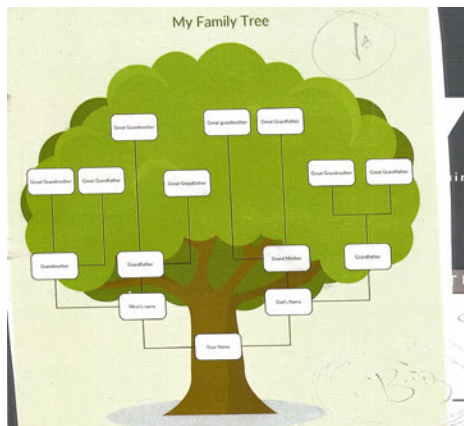 My Family Tree
Great Grandmother
Great grandmother
Great Grandfather
Great Grandmother
Great Grandfather
Great Grandfather
Great Grandmother
Great Grandfather
Grandmother
Grandfather
Grand Mother
Grandfather
Mom's name
Dad's Name
Your Name